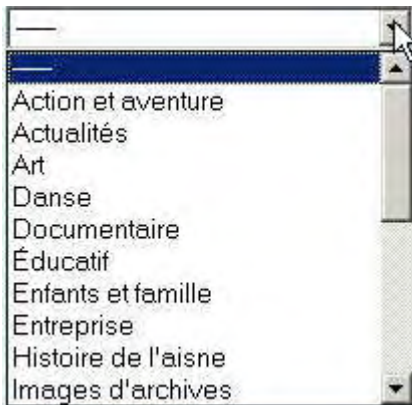 ——
——
Action et aventure
Actualités
Art
Danse
Documentaire
Éducatif
Enfants et famille
Entreprise
Histoire de l'aisne
Images d'archives